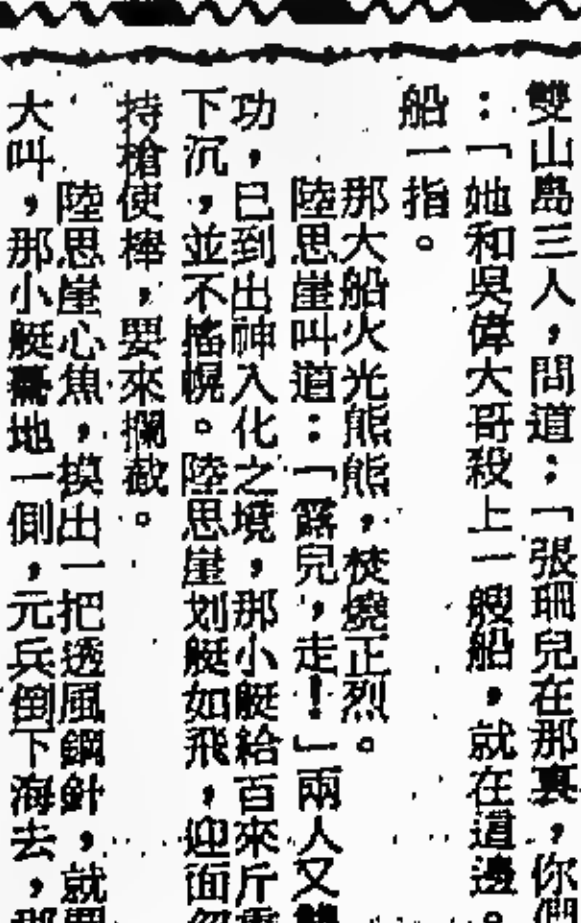 雙山島三人，問道：「張珊兒在那裏，你們
：「她和吳偉大哥殺上一艘船，就在這邊。
船一指。
那大船火光熊熊，焚燒正烈。
陸思崖叫道：「露兒，走！」兩人又雙
功，已到出神入化之境，那小艇給百來斤重
下沉，並不搖幌。陸思崖划艇如飛，迎面忽
持槍使棒，要來攔截。
陸思崖心焦，摸出一把透風鋼針，就
大叫，那小艇驀地一側，元兵倒下海去，那